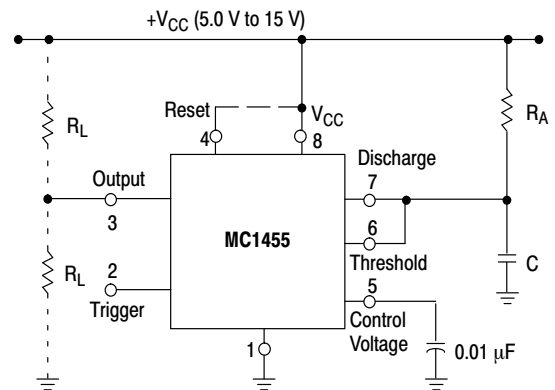 +VCC (5.0 V to 15 V)
RL
Reset
4
VCC
8
RA
Discharge
7
Output
3
MC1455
6
Threshold
C
RL
2
Trigger
5
Control
Voltage
1
0.01 µF